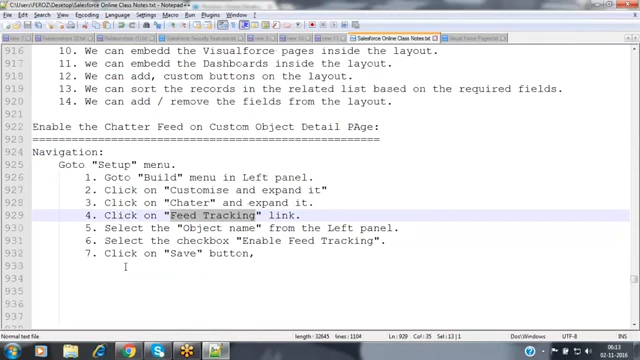 C:\Users\FEROZ\Desktop\Salesforce Online Class Notes.txt - Notepad++
File Edit Search View Encoding Language Settings Macro Run Plugins Window ?
Salesforce Online Class Notes.txt
916 10. We can embedd the Visualforce pages inside the layout.
917 11. we can embedd the Dashboards inside the layout.
918 12. We can add, custom buttons on the layout.
919 13. We can sort the records in the related list based on the required fields.
920 14. We can add / remove the fields from the layout.
921
922 Enable the Chatter Feed on Custom Object Detail PAge:
923 =====================================================
924 Navigation:
925 Goto "Setup" menu.
926 1. Goto "Build" menu in Left panel.
927 2. Click on "Customise and expand it"
928 3. Click on "Chater" and expand it.
929 4. Click on "Feed Tracking" link.
930 5. Select the "Object name" from the Left panel.
931 6. Select the checkbox "Enable Feed Tracking".
932 7. Click on "Save" button,
933
934
935
936
Normal text file length : 32645 lines : 1104 Ln : 929 Col : 35 Sel : 13 | 1 Dos\Windows UTF-8 INS
06:13
02-11-2016